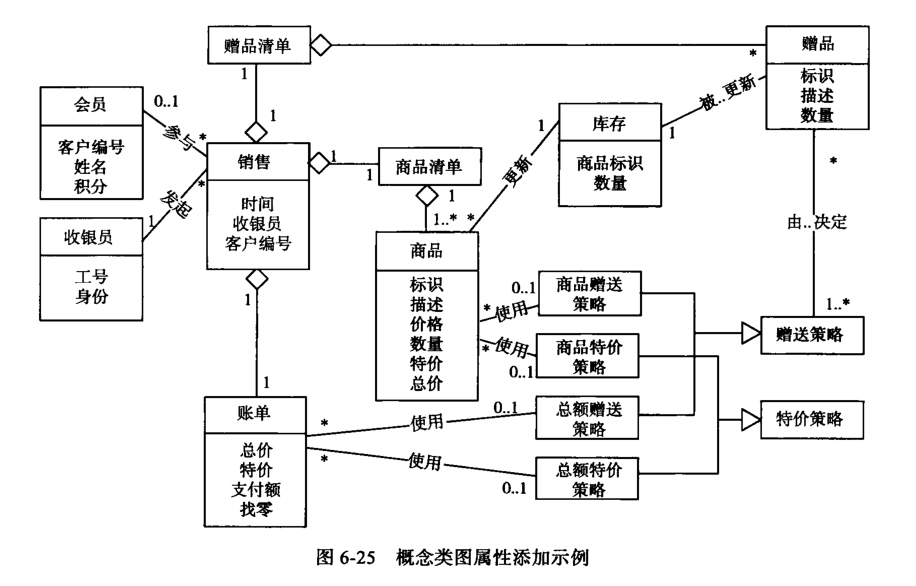 赠品清单
赠品
标识
描述
数量
*
1
1
会员
客户编号
姓名
积分
0..1
参与
*
销售
时间
收银员
客户编号
1
1
商品清单
1
1..*
*
更新
1
库存
商品标识
数量
1
被..更新
*
由..决定
1..*
收银员
工号
身份
1
发起
*
商品
标识
描述
价格
数量
特价
总价
*
使用
0..1
商品赠送
策略
*
使用
0..1
商品特价
策略
赠送策略
特价策略
1
1
账单
总价
特价
支付额
找零
*
使用
0..1
总额赠送
策略
*
使用
0..1
总额特价
策略
图 6-25 概念类图属性添加示例